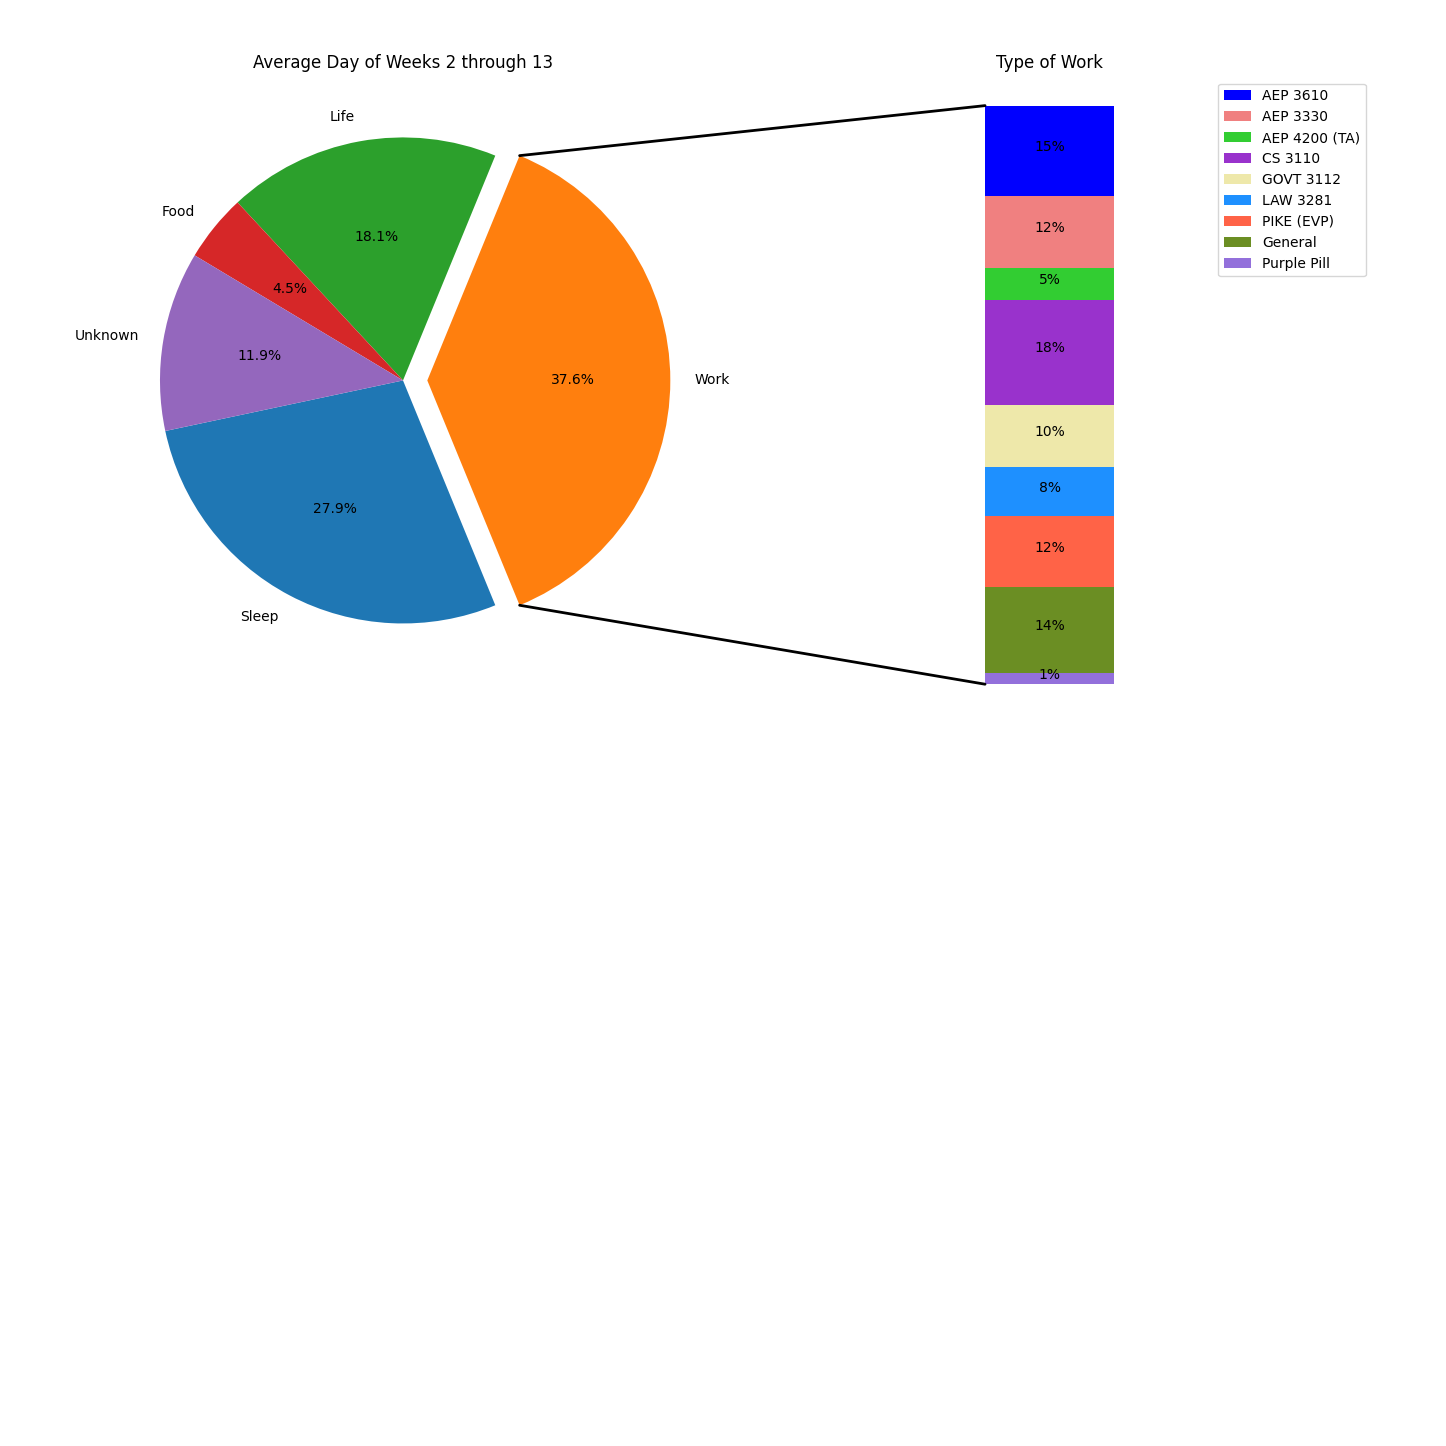 Average Day of Weeks 2 through 13
Life
Food
18.1%
4.5%
Unknown
11.9%
37.6%
Work
27.9%
Sleep
Type of Work
15%
12%
5%
18%
10%
8%
12%
14%
1%
AEP 3610
AEP 3330
AEP 4200 (TA)
CS 3110
GOVT 3112
LAW 3281
PIKE (EVP)
General
Purple Pill